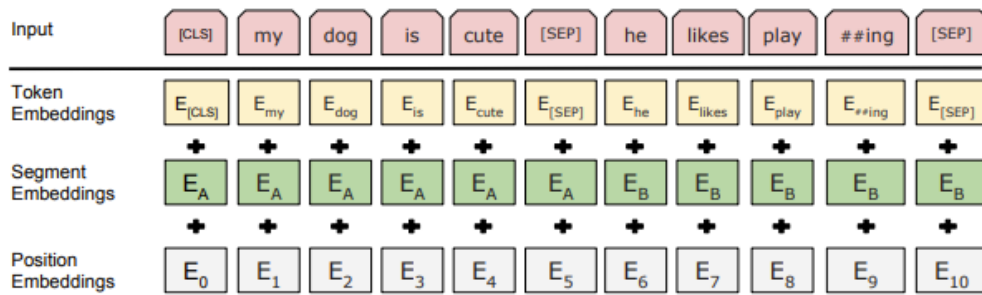 Input [CLS] my dog is cute [SEP] he likes play ##ing [SEP]
Token Embeddings E[CLS] Emy Edog Eis Ecute E[SEP] Ehe Elikes Eplay E##ing E[SEP]
+ + + + + + + + + + +
Segment Embeddings EA EA EA EA EA EA EB EB EB EB EB
+ + + + + + + + + + +
Position Embeddings E0 E1 E2 E3 E4 E5 E6 E7 E8 E9 E10